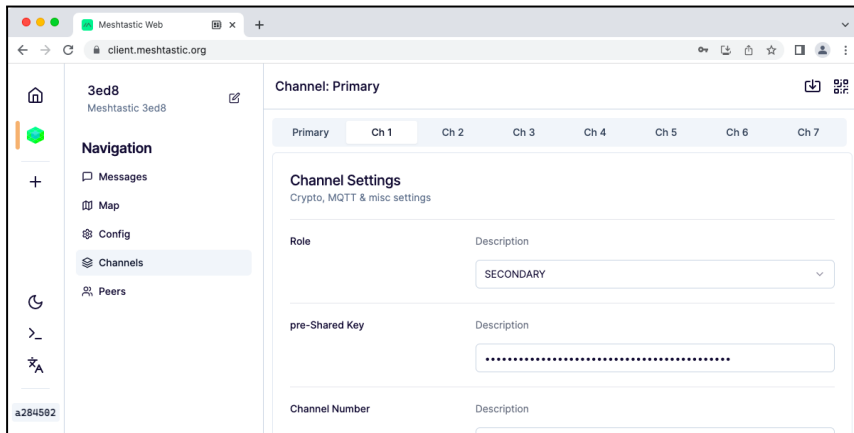 Meshtastic Web
client.meshtastic.org
3ed8
Meshtastic 3ed8
Navigation
Messages
Map
Config
Channels
Peers
a284502
Channel: Primary
Primary Ch 1 Ch 2 Ch 3 Ch 4 Ch 5 Ch 6 Ch 7
Channel Settings
Crypto, MQTT & misc settings
Role Description
SECONDARY
pre-Shared Key Description
••••••••••••••••••••••••••••••••••••••••••••
Channel Number Description